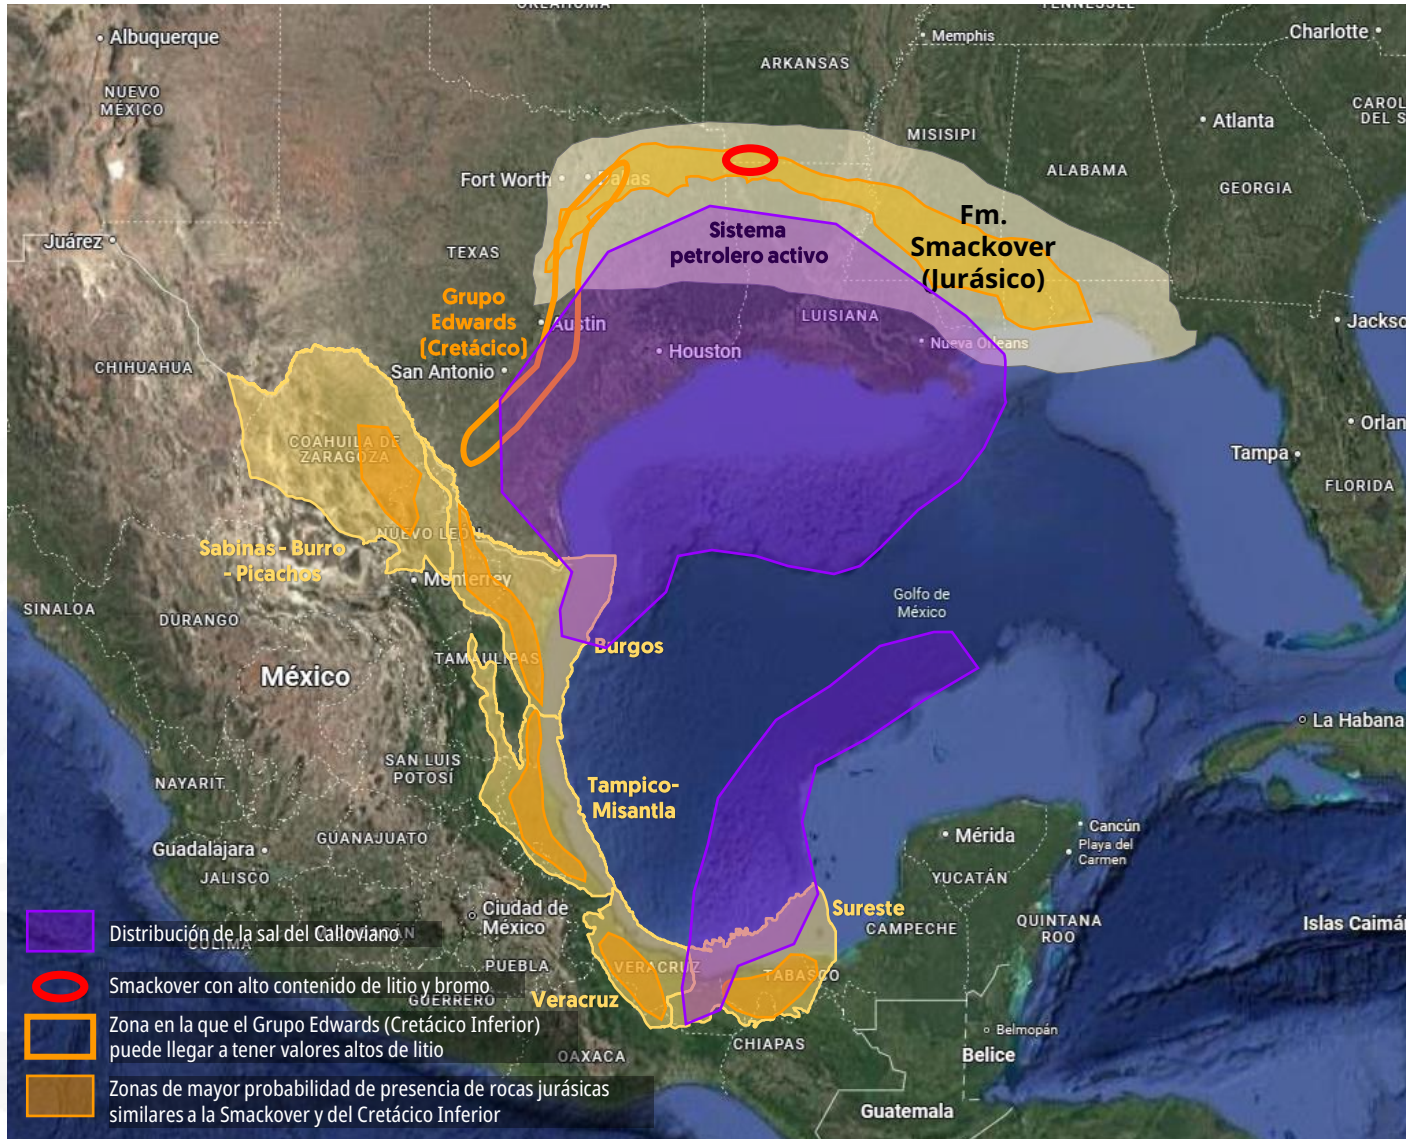 OKLAHOMA
TENNESSEE
Albuquerque
Memphis
Charlotte
ARKANSAS
NUEVO
MÉXICO
CAROL
DEL S
Atlanta
MISISIPI
ALABAMA
GEORGIA
Fort Worth
Dallas
Fm.
Smackover
(Jurásico)
Sistema
petrolero activo
Juárez
TEXAS
Grupo
Edwards
(Cretácico)
Austin
LUISIANA
Jackso
Nueva Orleans
Houston
CHIHUAHUA
San Antonio
Orlan
COAHUILA DE
ZARAGOZA
Tampa
FLORIDA
NUEVO LEÓN
Sabinas - Burro
- Picachos
Monterrey
SINALOA
DURANGO
Golfo de
México
TAMAULIPAS
Burgos
México
La Habana
SAN LUIS
POTOSÍ
NAYARIT
Tampico-
Misantla
GUANAJUATO
Guadalajara
JALISCO
Mérida
Cancún
Playa del
Carmen
YUCATÁN
Ciudad de
México
Sureste
CAMPECHE
QUINTANA
ROO
Islas Caimár
Distribución de la sal del Calloviano
COLIMA
PUEBLA
VERACRUZ
TABASCO
Smackover con alto contenido de litio y bromo
GUERRERO
Veracruz
Zona en la que el Grupo Edwards (Cretácico Inferior)
puede llegar a tener valores altos de litio
OAXACA
CHIAPAS
Belmopán
Belice
Zonas de mayor probabilidad de presencia de rocas jurásicas
similares a la Smackover y del Cretácico Inferior
Guatemala